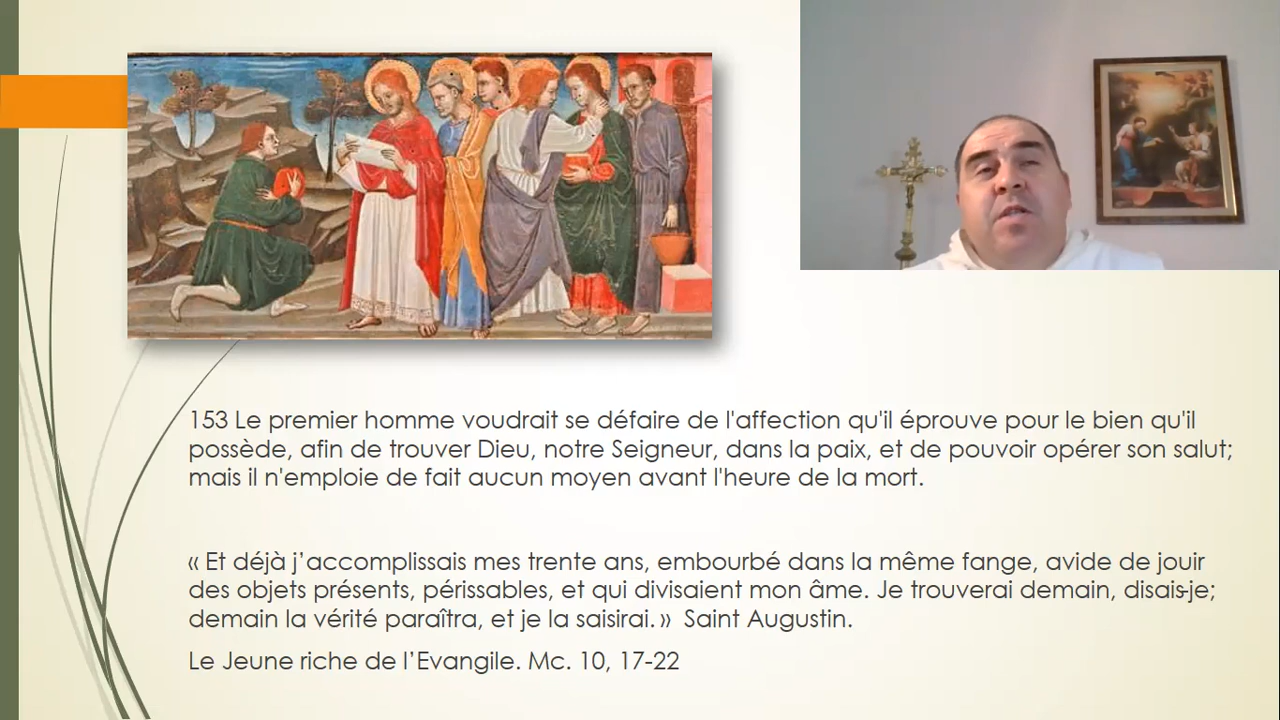 153 Le premier homme voudrait se défaire de l'affection qu'il éprouve pour le bien qu'il
possède, afin de trouver Dieu, notre Seigneur, dans la paix, et de pouvoir opérer son salut;
mais il n'emploie de fait aucun moyen avant l'heure de la mort.
« Et déjà j’accomplissais mes trente ans, embourbé dans la même fange, avide de jouir
des objets présents, périssables, et qui divisaient mon âme. Je trouverai demain, disais-je;
demain la vérité paraîtra, et je la saisirai. » Saint Augustin.
Le Jeune riche de l’Evangile. Mc. 10, 17-22